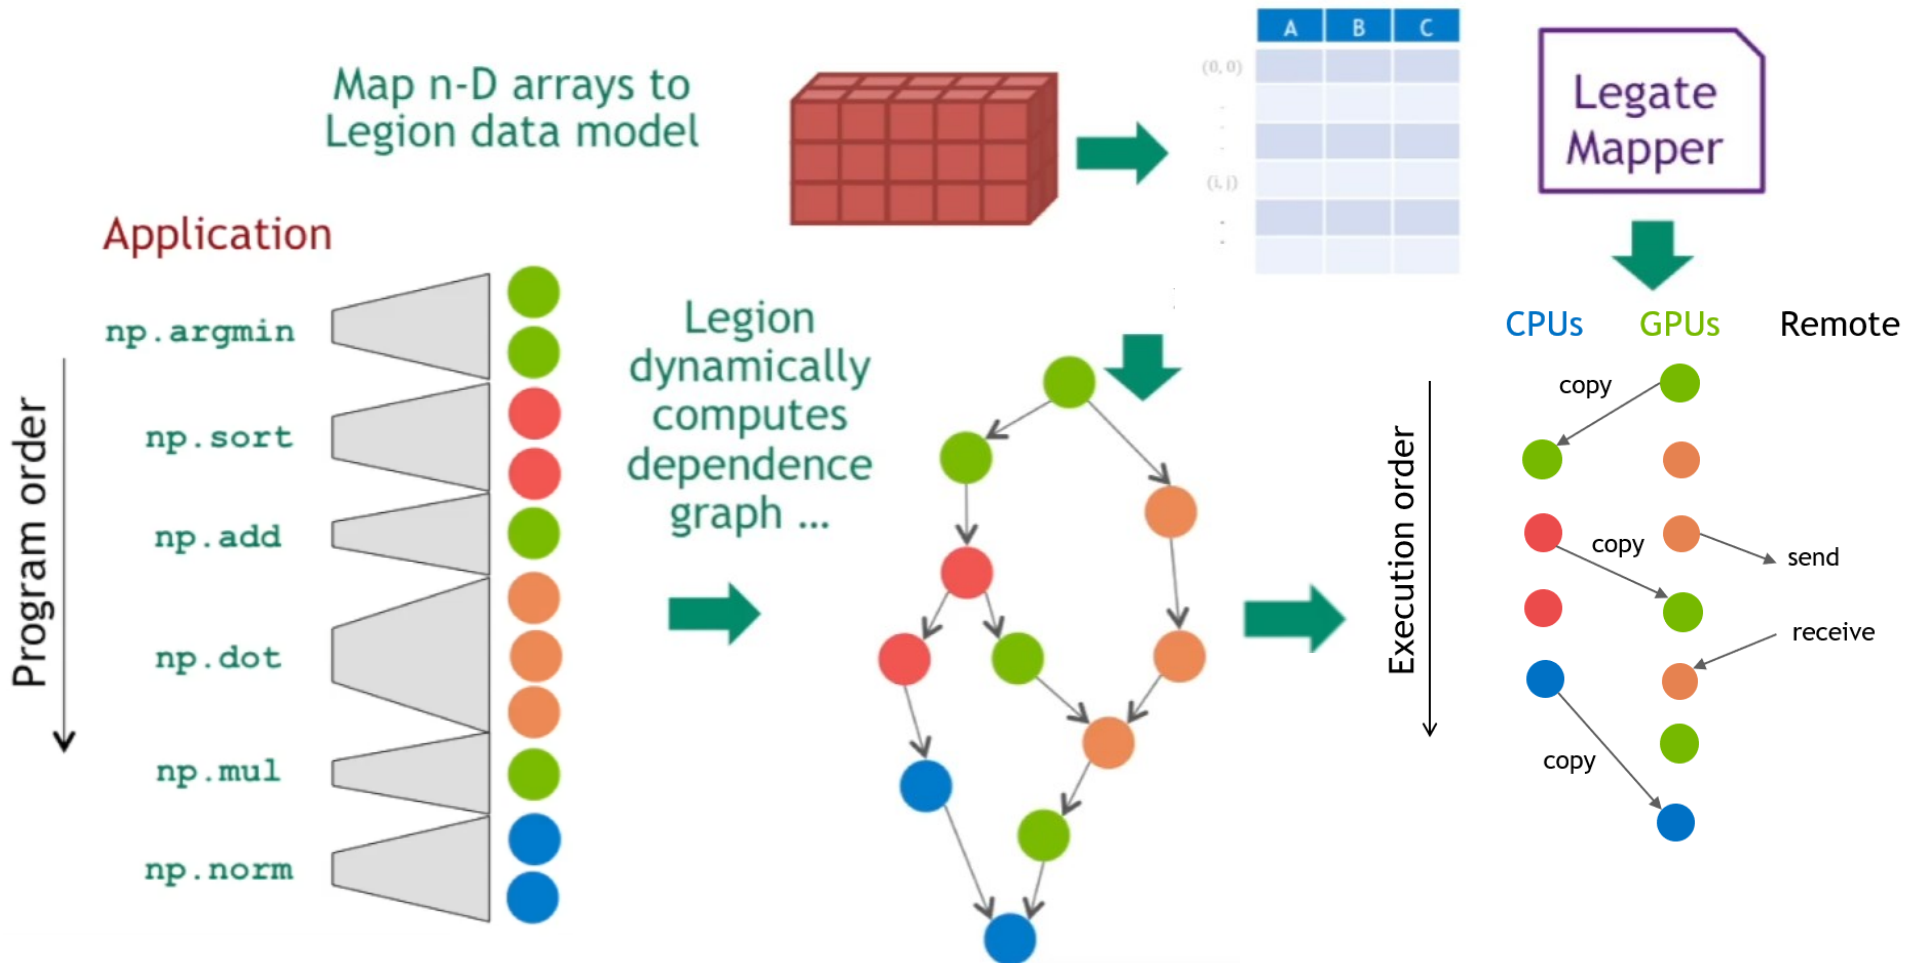 Map n-D arrays to
Legion data model
A B C
(0, 0)
(i, j)
Legate
Mapper
Application
Program order
np.argmin
np.sort
np.add
np.dot
np.mul
np.norm
Legion
dynamically
computes
dependence
graph ...
Execution order
CPUs GPUs Remote
copy
copy
send
receive
copy